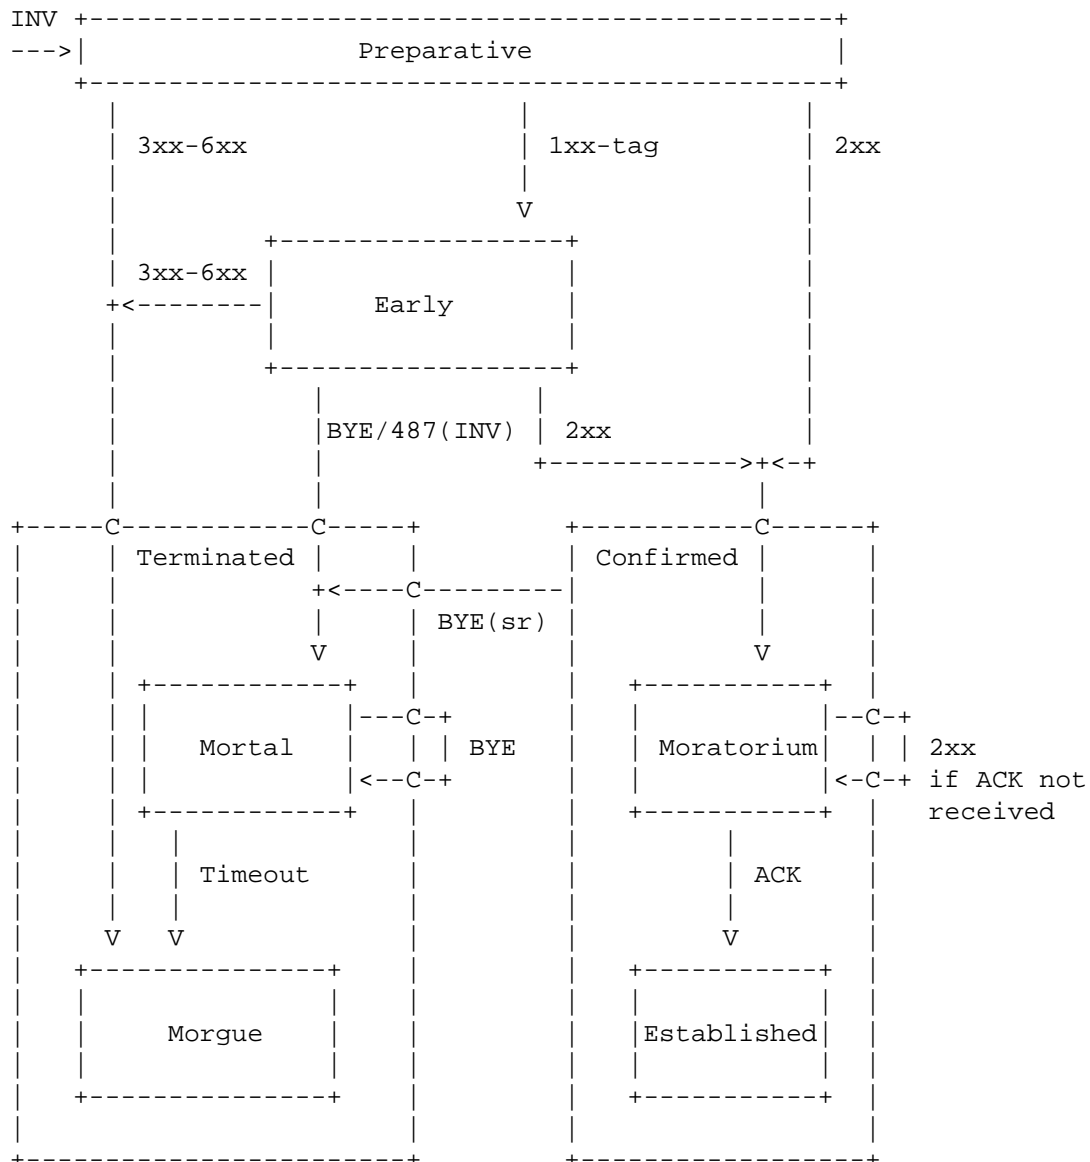 INV
Preparative
3xx-6xx 1xx-tag 2xx
V
3xx-6xx
Early
BYE/487(INV) 2xx
C C C
Terminated Confirmed
C
BYE(sr)
V V
C C
Mortal BYE Moratorium 2xx
C C if ACK not
received
Timeout ACK
V V V
Morgue Established